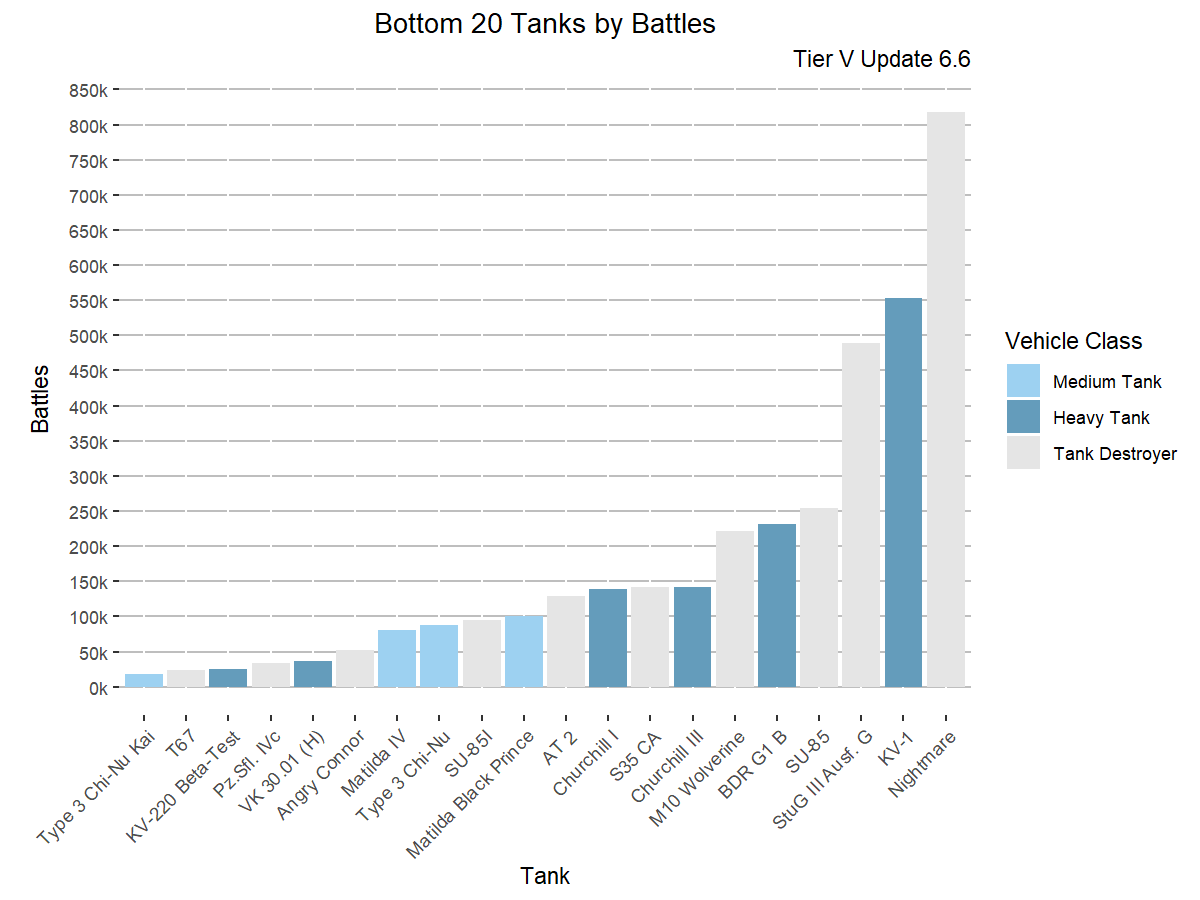 Bottom 20 Tanks by Battles
Tier V Update 6.6
850k
800k
750k
700k
650k
600k
550k
500k
450k
400k
350k
300k
250k
200k
150k
100k
50k
0k
Battles
Type 3 Chi-Nu Kai
T67
KV-220 Beta-Test
Pz.Sfl. IVc
VK 30.01 (H)
Angry Connor
Matilda IV
Type 3 Chi-Nu
SU-85I
Matilda Black Prince
AT 2
Churchill I
S35 CA
Churchill III
M10 Wolverine
BDR G1 B
SU-85
StuG III Ausf. G
KV-1
Nightmare
Tank
Vehicle Class
Medium Tank
Heavy Tank
Tank Destroyer